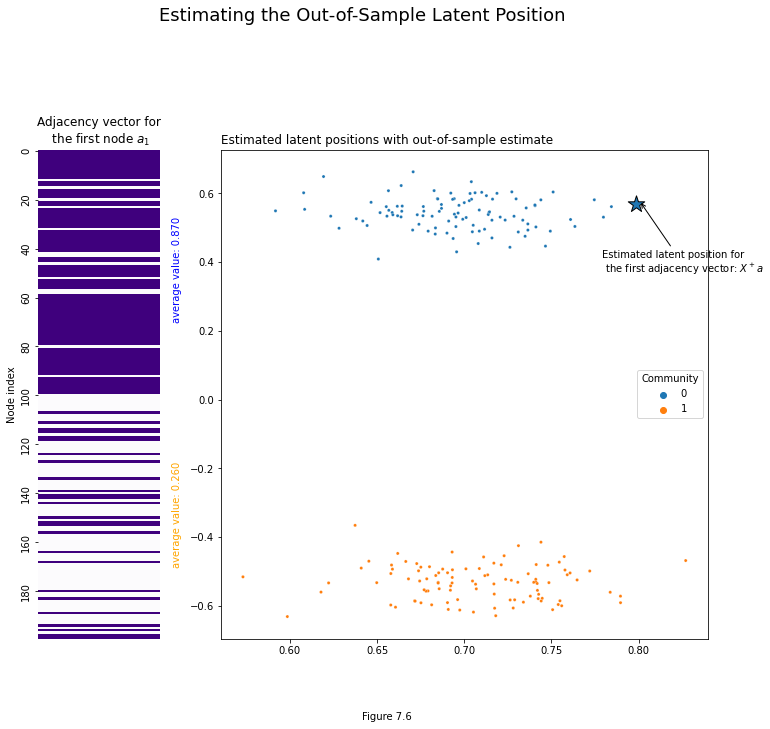 Estimating the Out-of-Sample Latent Position
Adjacency vector for
the first node a₁
0
20
40
60
80
100
120
140
160
180
Node index
average value: 0.870
average value: 0.260
Estimated latent positions with out-of-sample estimate
0.6
0.4
0.2
0.0
−0.2
−0.4
−0.6
0.60
0.65
0.70
0.75
0.80
Estimated latent position for
the first adjacency vector: X⁺a
Community
0
1
Figure 7.6